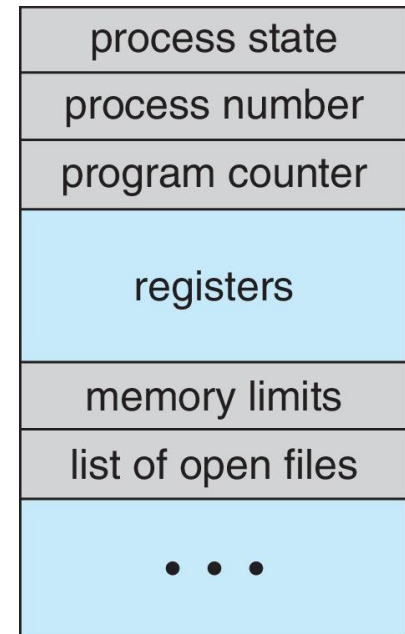 process state
process number
program counter
registers
memory limits
list of open files
• • •